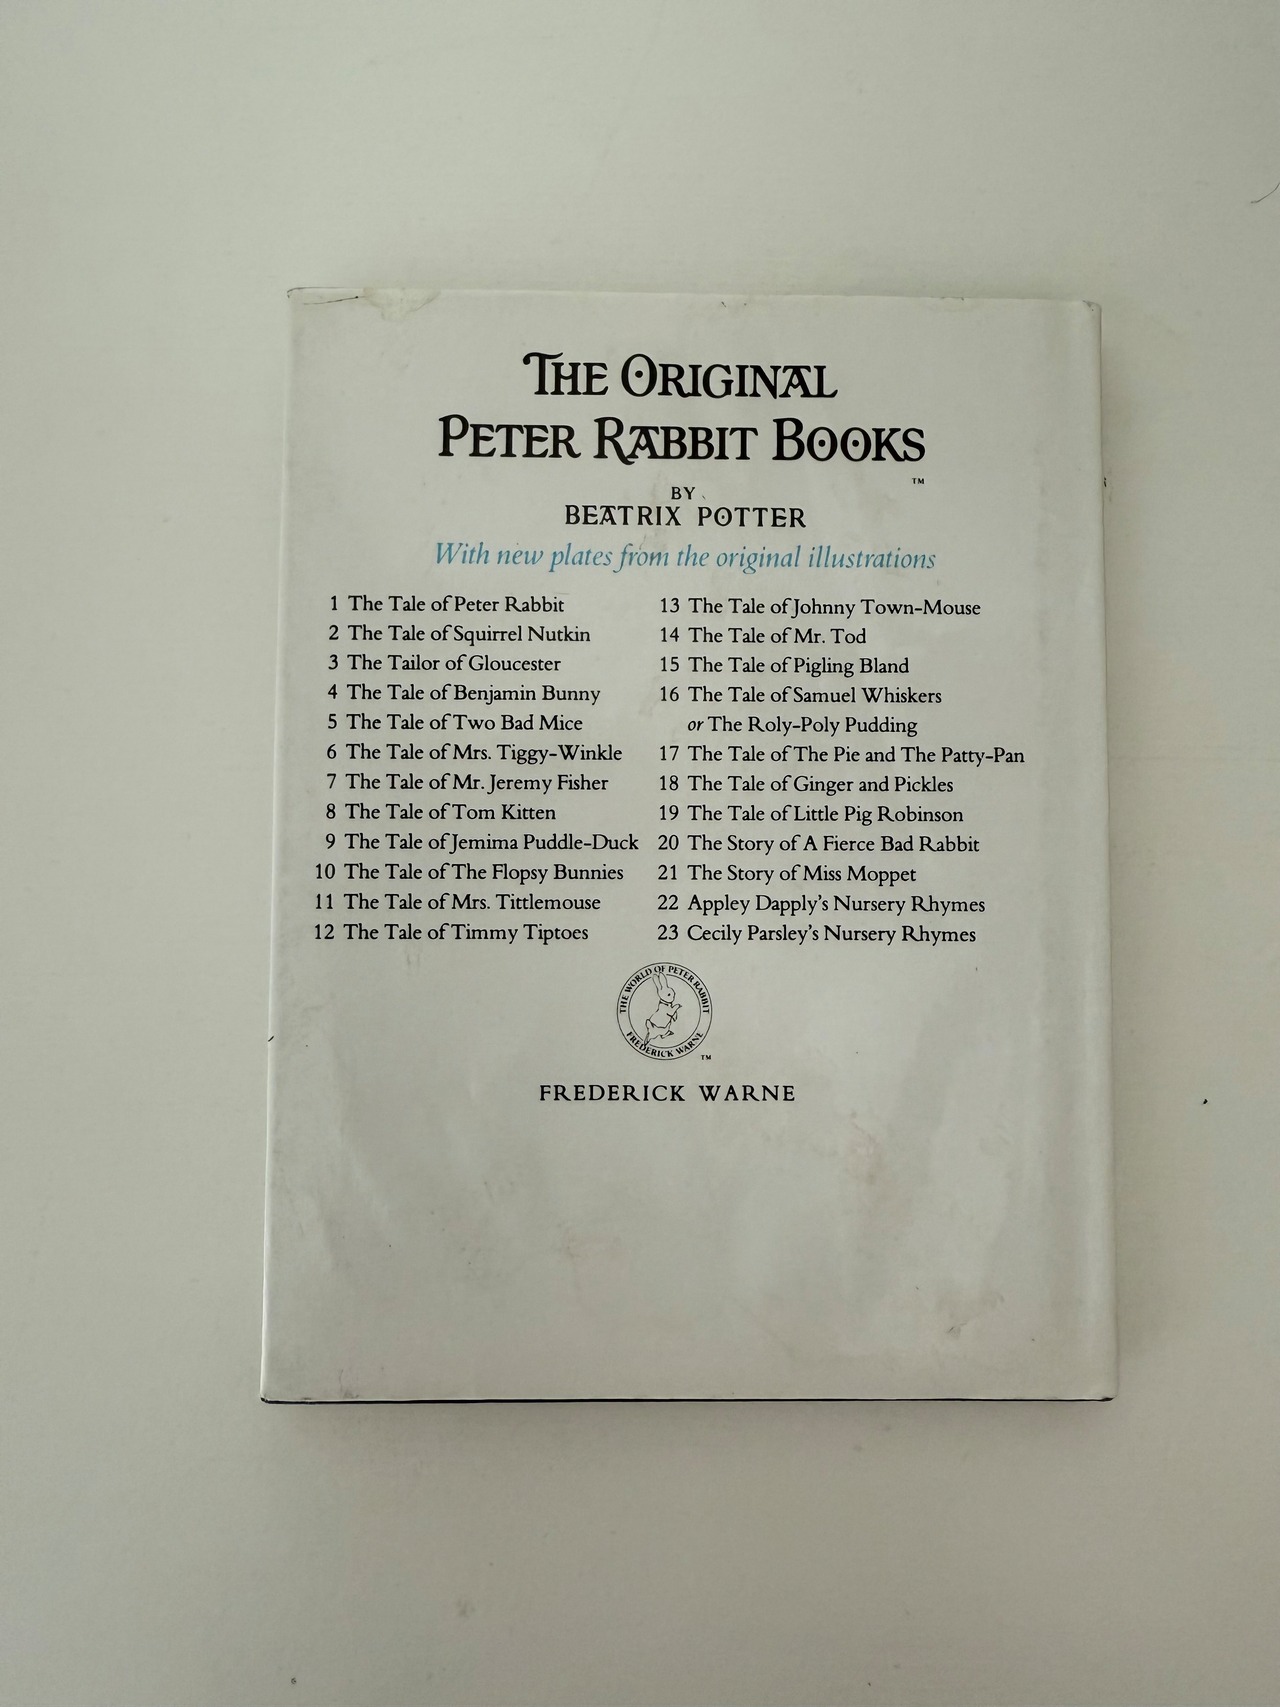 THE ORIGINAL
PETER RABBIT BOOKS
TM
BY
BEATRIX POTTER
With new plates from the original illustrations
1 The Tale of Peter Rabbit
2 The Tale of Squirrel Nutkin
3 The Tailor of Gloucester
4 The Tale of Benjamin Bunny
5 The Tale of Two Bad Mice
6 The Tale of Mrs. Tiggy-Winkle
7 The Tale of Mr. Jeremy Fisher
8 The Tale of Tom Kitten
9 The Tale of Jemima Puddle-Duck
10 The Tale of The Flopsy Bunnies
11 The Tale of Mrs. Tittlemouse
12 The Tale of Timmy Tiptoes
13 The Tale of Johnny Town-Mouse
14 The Tale of Mr. Tod
15 The Tale of Pigling Bland
16 The Tale of Samuel Whiskers
or The Roly-Poly Pudding
17 The Tale of The Pie and The Patty-Pan
18 The Tale of Ginger and Pickles
19 The Tale of Little Pig Robinson
20 The Story of A Fierce Bad Rabbit
21 The Story of Miss Moppet
22 Appley Dapply's Nursery Rhymes
23 Cecily Parsley's Nursery Rhymes
THE WORLD OF PETER RABBIT
FREDERICK WARNE
TM
FREDERICK WARNE